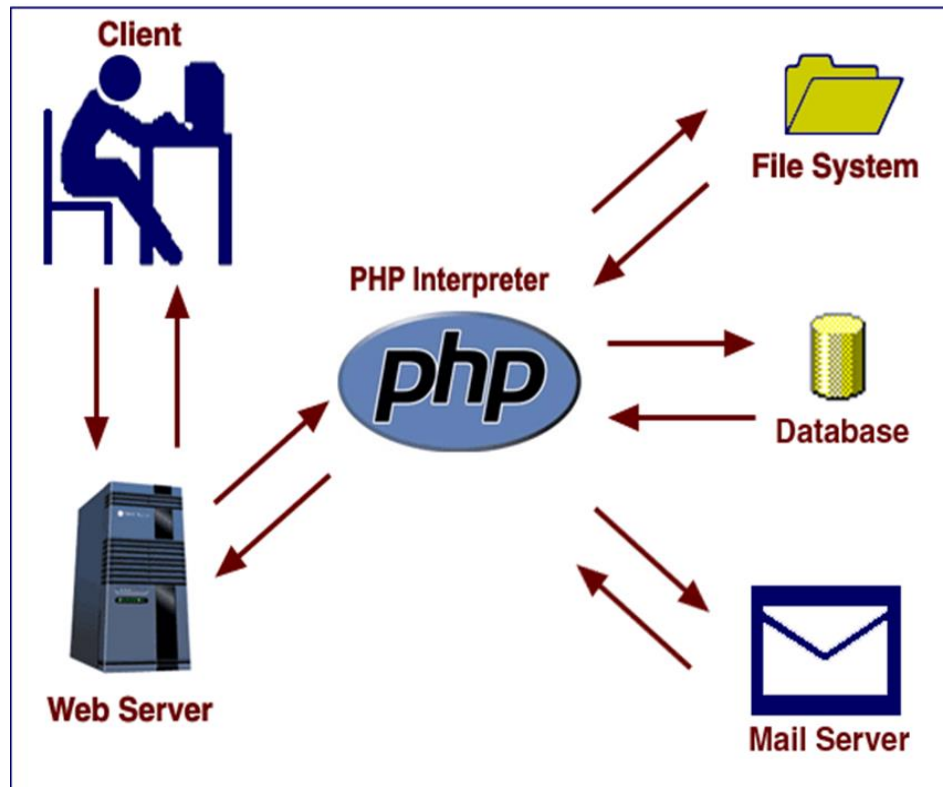 Client
File System
PHP Interpreter
php
Database
Web Server
Mail Server